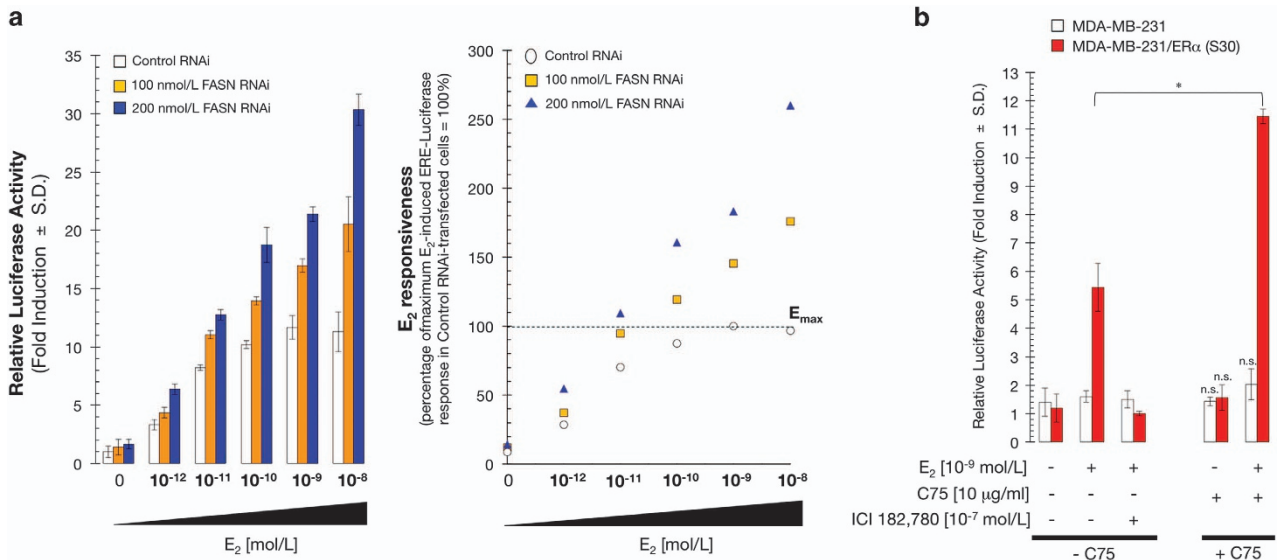 a
Relative Luciferase Activity
(Fold Induction ± S.D.)
35
30
25
20
15
10
5
0
Control RNAi
100 nmol/L FASN RNAi
200 nmol/L FASN RNAi
0 10-12 10-11 10-10 10-9 10-8
E2 [mol/L]
E2 responsiveness
(percentage ofmaximum E2-induced ERE-Luciferase
response in Control RNAi-transfected cells = 100%)
300
250
200
150
100
50
0
Control RNAi
100 nmol/L FASN RNAi
200 nmol/L FASN RNAi
Emax
0 10-12 10-11 10-10 10-9 10-8
E2 [mol/L]
b
MDA-MB-231
MDA-MB-231/ERα (S30)
Relative Luciferase Activity (Fold Induction ± S.D.)
13
12
11
10
9
8
7
6
5
4
3
2
1
0
*
n.s.
n.s.
n.s.
E2 [10-9 mol/L] - + + - +
C75 [10 μg/ml] - - - + +
ICI 182,780 [10-7 mol/L] - - +
- C75 + C75